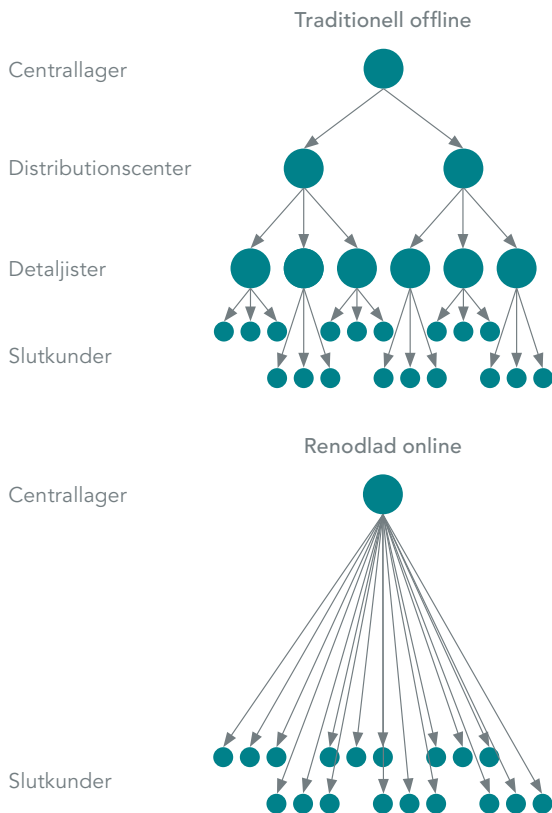 Traditionell offline
Centrallager
Distributionscenter
Detaljister
Slutkunder
Renodlad online
Centrallager
Slutkunder